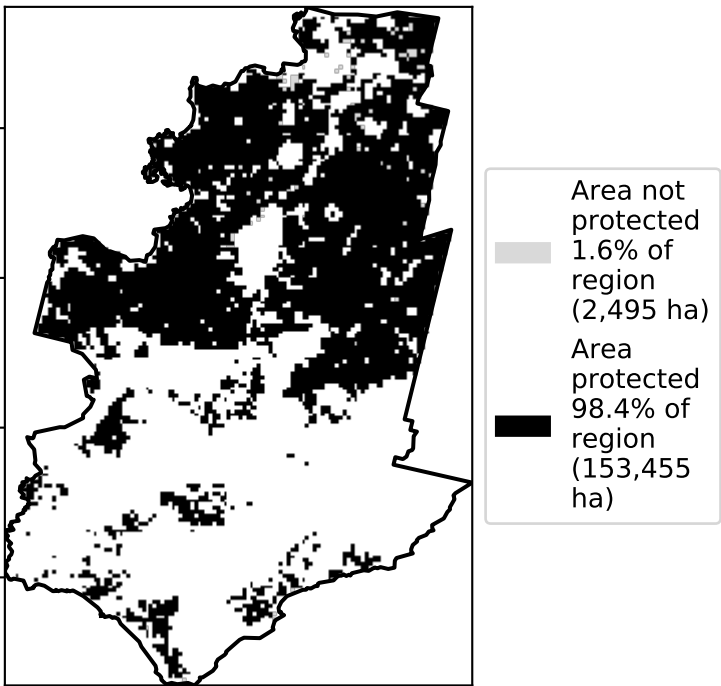 Area not
protected
1.6% of
region
(2,495 ha)
Area
protected
98.4% of
region
(153,455
ha)